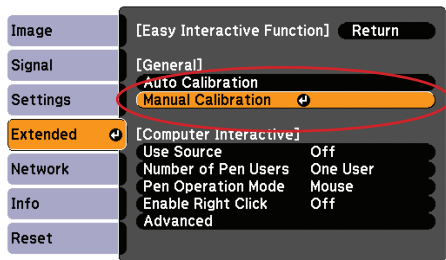 Image
Signal
Settings
Extended
Network
Info
Reset
[Easy Interactive Function] Return
[General]
Auto Calibration
Manual Calibration
[Computer Interactive]
Use Source Off
Number of Pen Users One User
Pen Operation Mode Mouse
Enable Right Click Off
Advanced